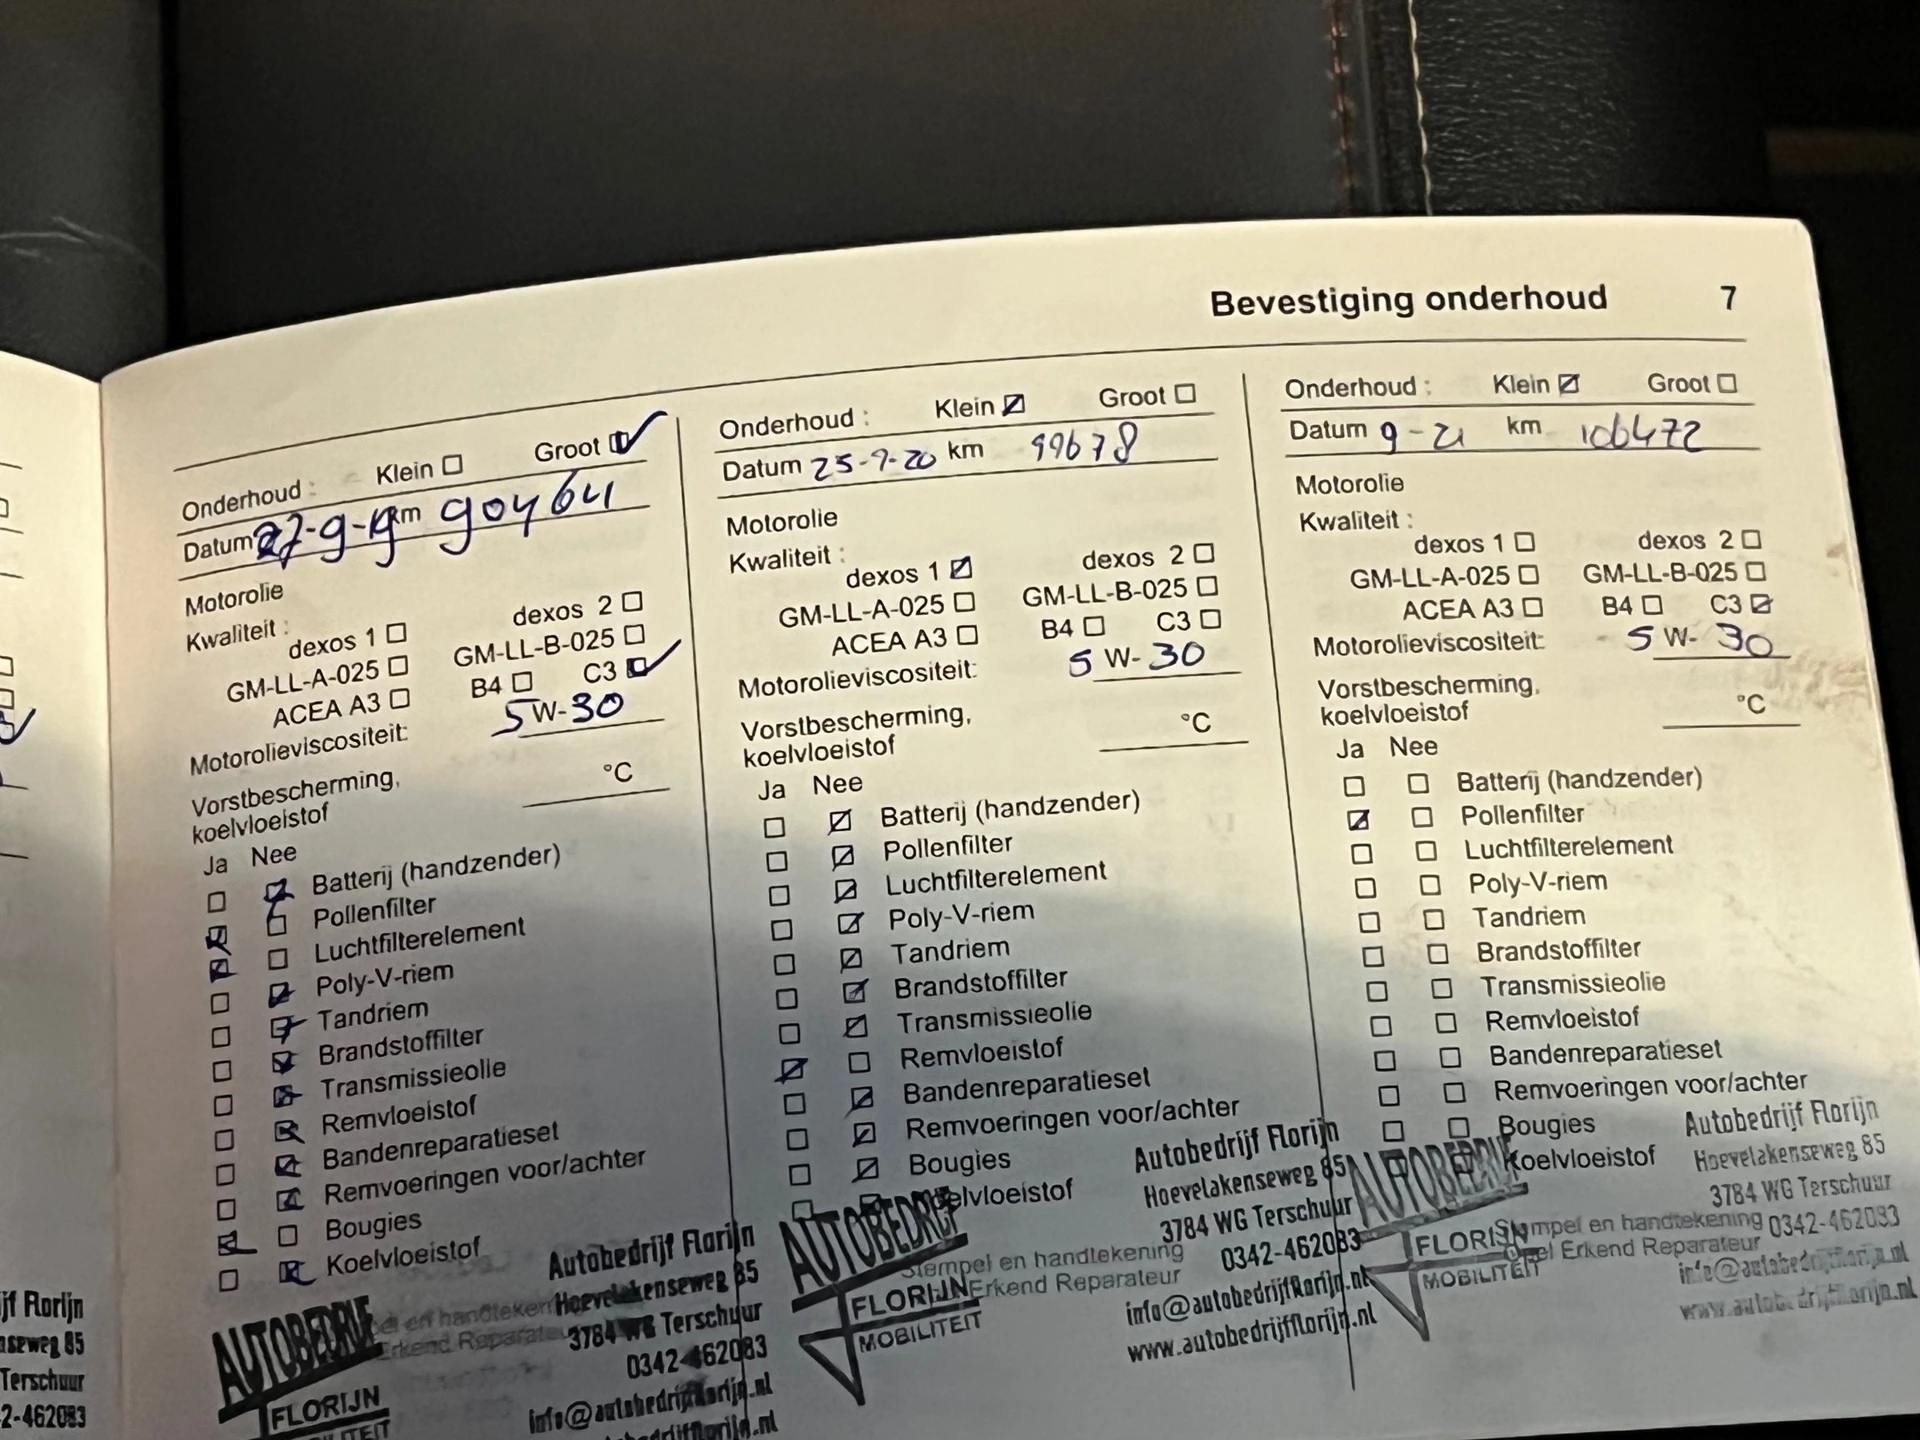 Bevestiging onderhoud 7
Onderhoud : Klein Groot
Datum 27-9-19 km
Motorolie
Kwaliteit :
dexos 1 dexos 2
GM-LL-A-025 GM-LL-B-025
ACEA A3 B4 C3
Motorolieviscositeit: 5 W- 30
Vorstbescherming,
koelvloeistof °C
Ja Nee
Batterij (handzender)
Pollenfilter
Luchtfilterelement
Poly-V-riem
Tandriem
Brandstoffilter
Transmissieolie
Remvloeistof
Bandenreparatieset
Remvoeringen voor/achter
Bougies
Koelvloeistof
AUTOBEDRIJF
FLORIJN
Autobedrijf Florijn
Hoevelakenseweg 85
3784 WG Terschuur
0342-462083
info@autobedrijfflorijn.nl
Onderhoud : Klein Groot
Datum 25-9-20 km 99678
Motorolie
Kwaliteit :
dexos 1 dexos 2
GM-LL-A-025 GM-LL-B-025
ACEA A3 B4 C3
Motorolieviscositeit: 5 W- 30
Vorstbescherming,
koelvloeistof °C
Ja Nee
Batterij (handzender)
Pollenfilter
Luchtfilterelement
Poly-V-riem
Tandriem
Brandstoffilter
Transmissieolie
Remvloeistof
Bandenreparatieset
Remvoeringen voor/achter
Bougies
Koelvloeistof
Stempel en handtekening
Erkend Reparateur
AUTOBEDRIJF
FLORIJN
MOBILITEIT
Autobedrijf Florijn
Hoevelakenseweg 85
3784 WG Terschuur
0342-462083
info@autobedrijfflorijn.nl
www.autobedrijfflorijn.nl
Onderhoud : Klein Groot
Datum 9-21 km 106472
Motorolie
Kwaliteit :
dexos 1 dexos 2
GM-LL-A-025 GM-LL-B-025
ACEA A3 B4 C3
Motorolieviscositeit: 5 W- 30
Vorstbescherming,
koelvloeistof °C
Ja Nee
Batterij (handzender)
Pollenfilter
Luchtfilterelement
Poly-V-riem
Tandriem
Brandstoffilter
Transmissieolie
Remvloeistof
Bandenreparatieset
Remvoeringen voor/achter
Bougies
Koelvloeistof
Stempel en handtekening
Opel Erkend Reparateur
AUTOBEDRIJF
FLORIJN
MOBILITEIT
Autobedrijf Florijn
Hoevelakenseweg 85
3784 WG Terschuur
0342-462083
info@autobedrijfflorijn.nl
www.autobedrijfflorijn.nl